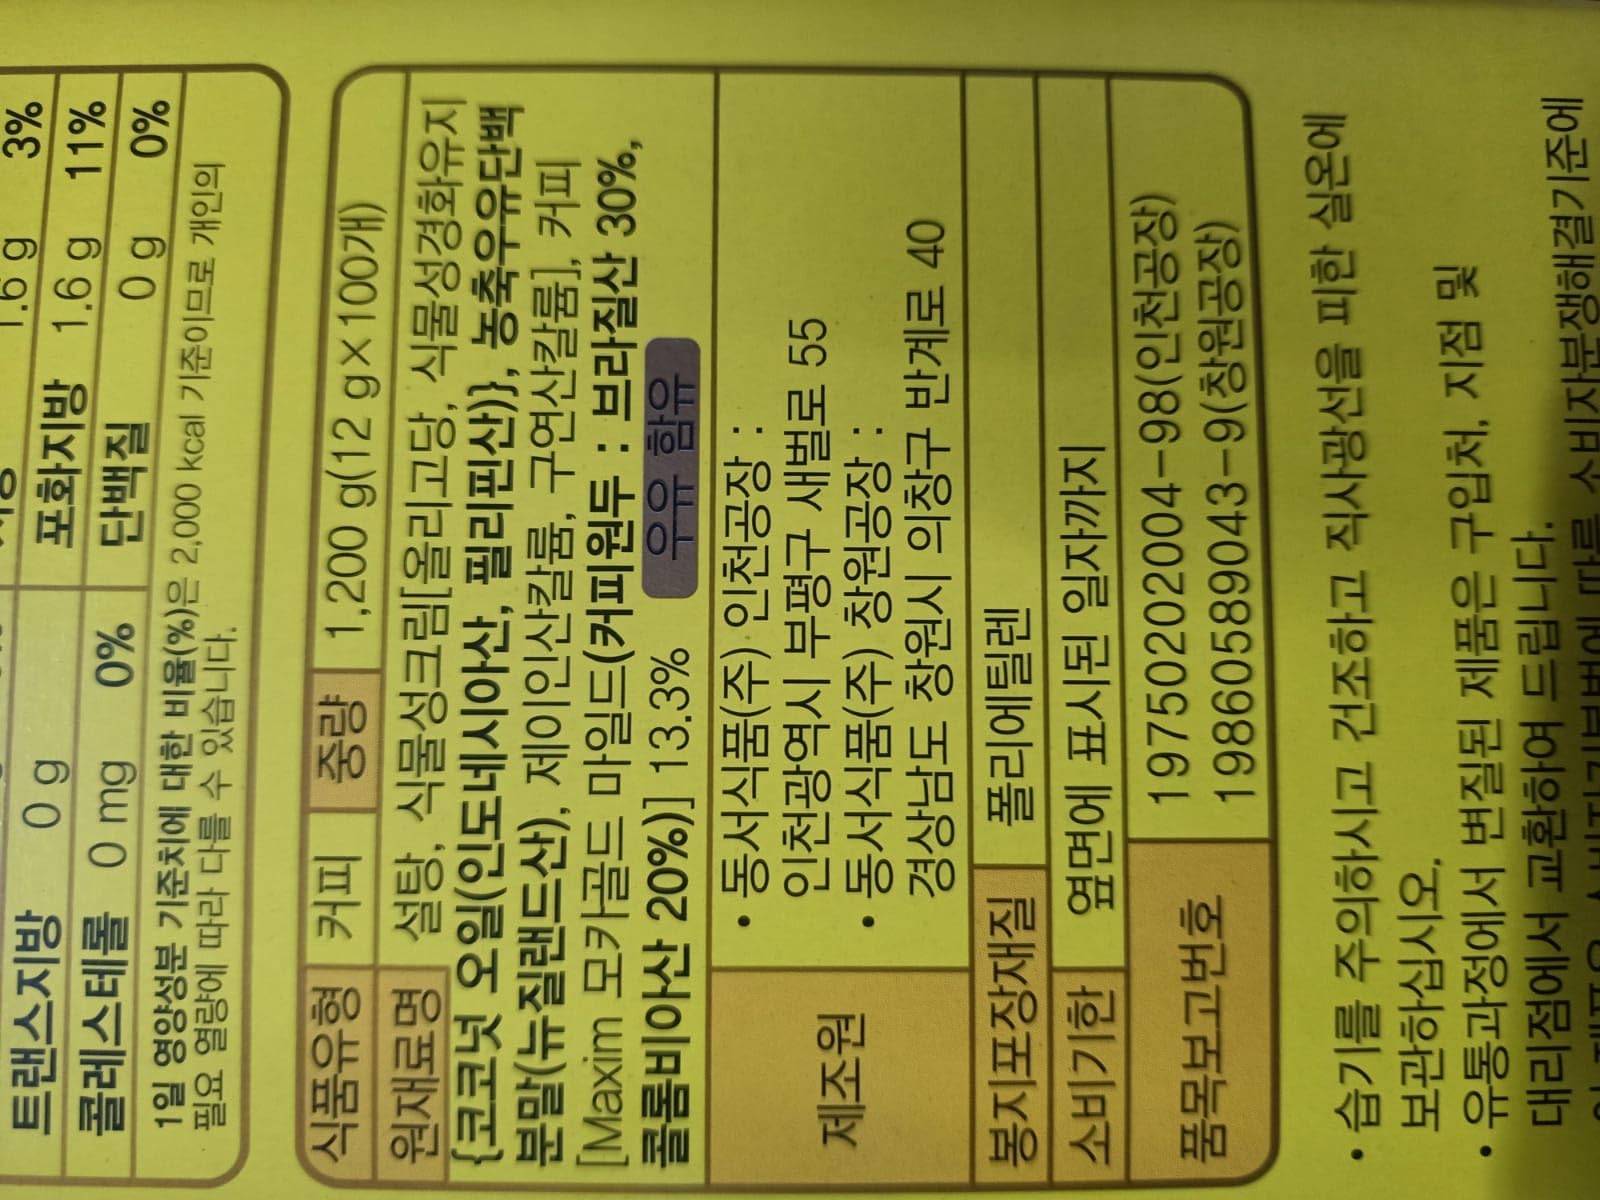 3%
1.6 g
포화지방 1.6 g 11%
트랜스지방 0 g
단백질 0 g 0%
콜레스테롤 0 mg 0%
1일 영양성분 기준치에 대한 비율(%)은 2,000 kcal 기준이므로 개인의
필요 열량에 따라 다를 수 있습니다.
식품유형 커피 중량 1,200 g(12 g×100개)
원재료명 설탕, 식물성크림[올리고당, 식물성경화유지
{코코넛 오일(인도네시아산, 필리핀산)}, 농축우유단백
분말(뉴질랜드산), 제이인산칼륨, 구연산칼륨], 커피
[Maxim 모카골드 마일드(커피원두 : 브라질산 30%,
콜롬비아산 20%)] 13.3% 우유 함유
제조원 • 동서식품(주) 인천공장 :
인천광역시 부평구 새벌로 55
• 동서식품(주) 창원공장 :
경상남도 창원시 의창구 반계로 40
봉지포장재질 폴리에틸렌
소비기한 옆면에 표시된 일자까지
품목보고번호 19750202004-98(인천공장)
19860589043-9(창원공장)
• 습기를 주의하시고 건조하고 직사광선을 피한 실온에
보관하십시오.
• 유통과정에서 변질된 제품은 구입처, 지점 및
대리점에서 교환하여 드립니다.
소비자분쟁해결기준에